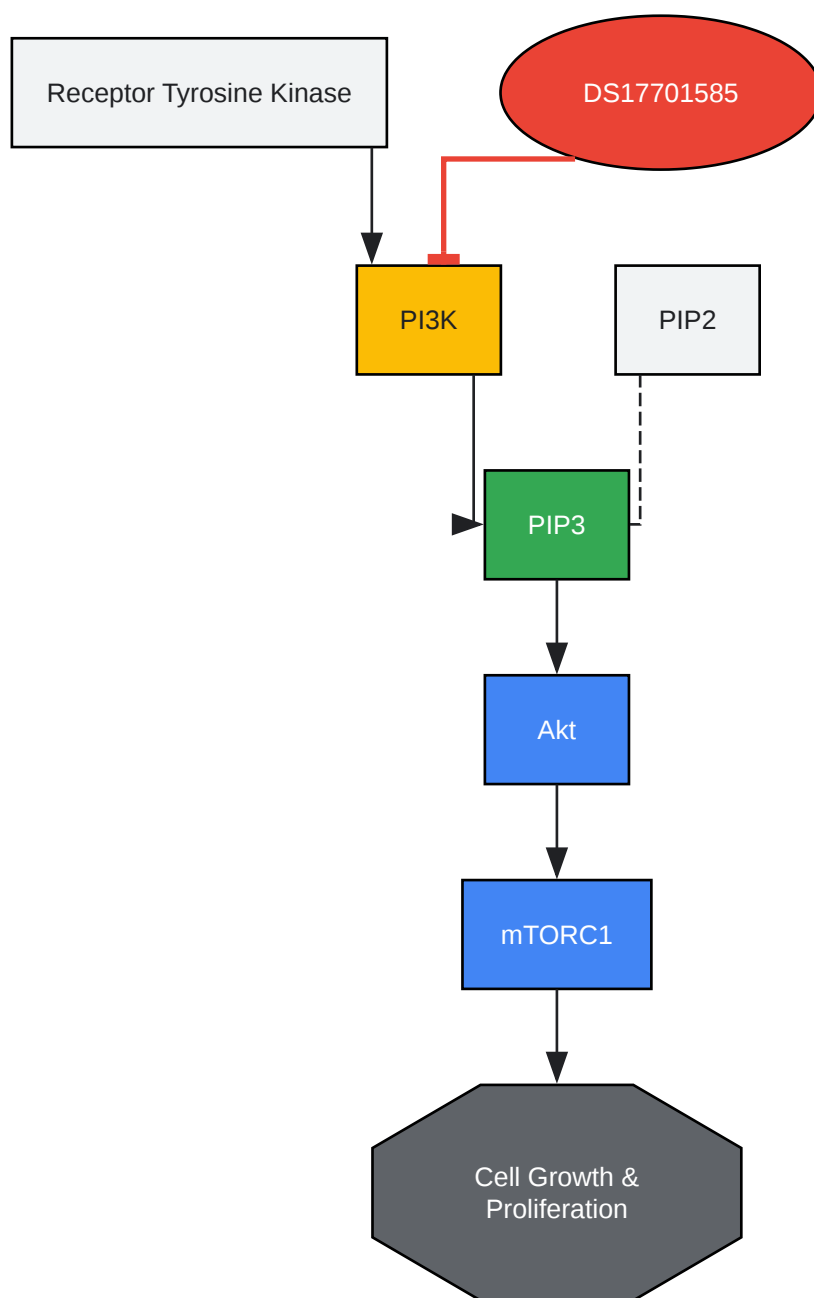 Receptor Tyrosine Kinase
DS17701585
PI3K
PIP2
PIP3
Akt
mTORC1
Cell Growth &
Proliferation